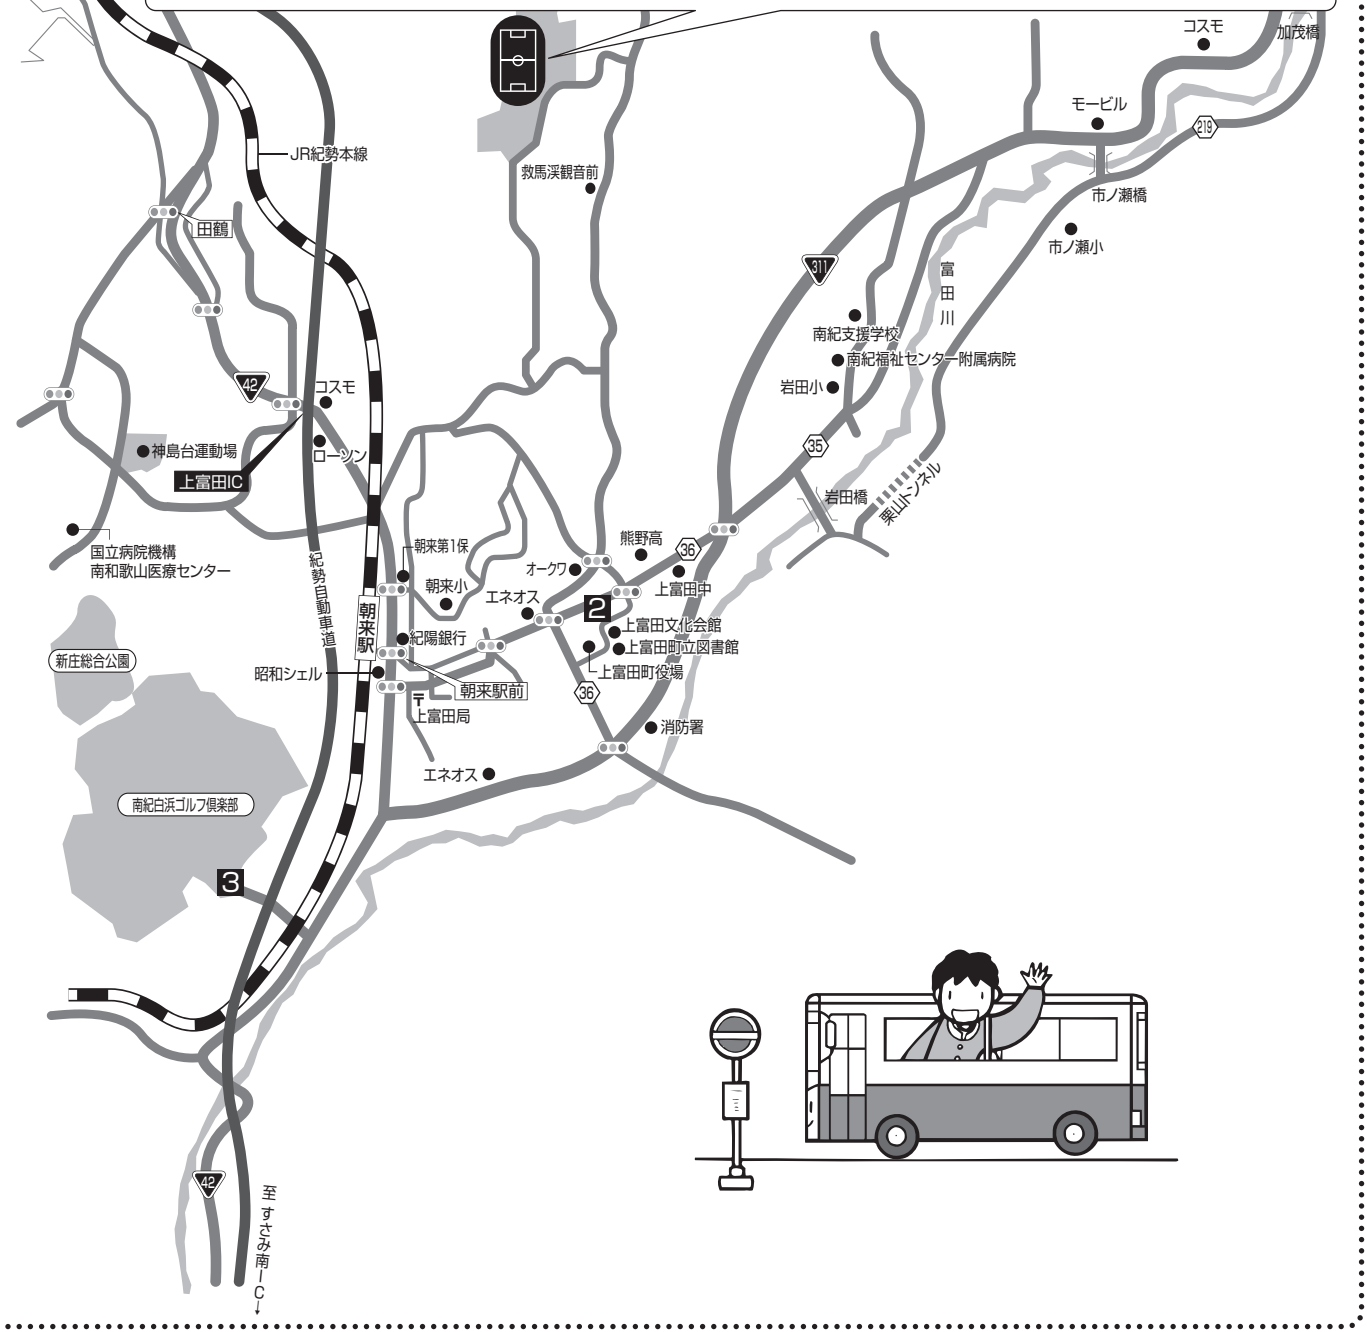 コスモ
加茂橋
モービル
219
JR紀勢本線
救馬渓観音前
市ノ瀬橋
田鶴
市ノ瀬小
311
富田川
南紀支援学校
南紀福祉センター附属病院
42
コスモ
岩田小
神島台運動場
ローソン
35
上富田IC
岩田橋
栗山トンネル
国立病院機構
南和歌山医療センター
紀勢自動車道
朝来第1保
熊野高
36
オークワ
朝来小
上富田中
エネオス
2
朝来駅
上富田文化会館
紀陽銀行
上富田町立図書館
新庄総合公園
昭和シェル
上富田町役場
朝来駅前
36
〒
上富田局
消防署
エネオス
南紀白浜ゴルフ倶楽部
3
42
至 すさみ南IC→